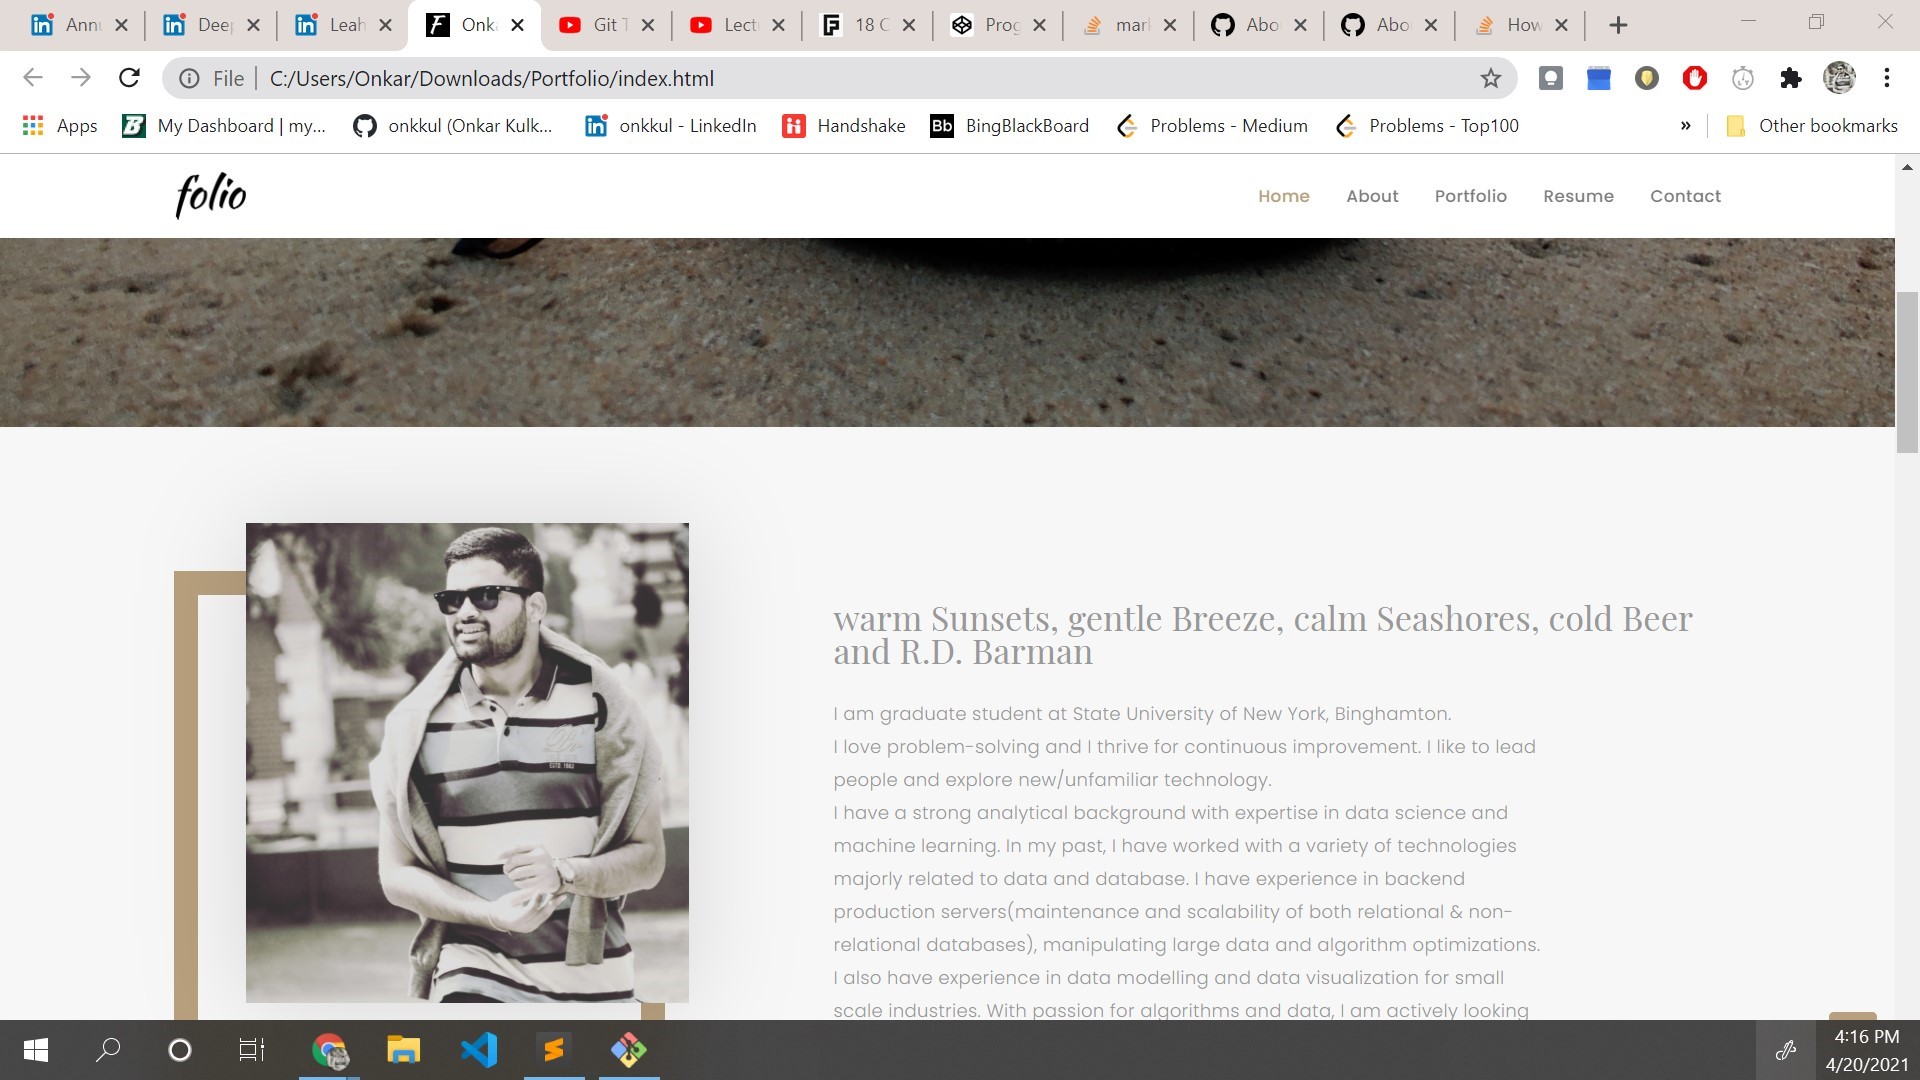 Ann
Deep
Leah
Onka
Git T
Lect
18 C
Prog
mar
Abo
Abo
How
File
C:/Users/Onkar/Downloads/Portfolio/index.html
Apps
My Dashboard | my...
onkkul (Onkar Kulk...
onkkul - LinkedIn
Handshake
Bb
BingBlackBoard
Problems - Medium
Problems - Top100
»
Other bookmarks
folio
Home
About
Portfolio
Resume
Contact
warm Sunsets, gentle Breeze, calm Seashores, cold Beer
and R.D. Barman
I am graduate student at State University of New York, Binghamton.
I love problem-solving and I thrive for continuous improvement. I like to lead
people and explore new/unfamiliar technology.
I have a strong analytical background with expertise in data science and
machine learning. In my past, I have worked with a variety of technologies
majorly related to data and database. I have experience in backend
production servers(maintenance and scalability of both relational & non-
relational databases), manipulating large data and algorithm optimizations.
I also have experience in data modelling and data visualization for small
scale industries. With passion for algorithms and data, I am actively looking
4:16 PM
4/20/2021